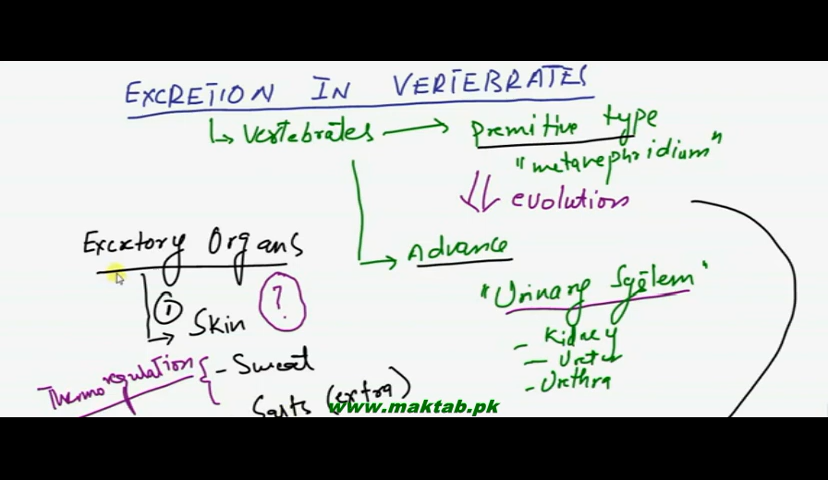 EXCRETION IN VERTEBRATES
Vertebrates
Premitive type
"metanephridium"
evolution
Advance
"Urinary System"
- Kidney
- Ureter
- Urethra
Excretory Organs
1
?
Skin
Thermoregulation
- Sweat
Salts (extra)
www.maktab.pk